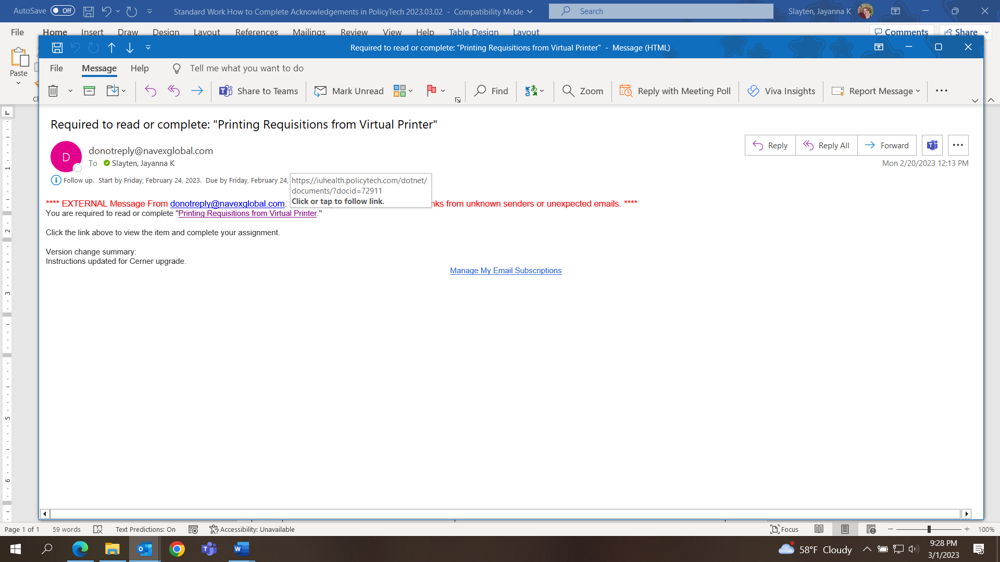 AutoSave Off Standard Work How to Complete Acknowledgements in PolicyTech 2023.03.02 - Compatibility Mode Search Slayten, Jayanna K
File Home Insert Draw Design Layout References Mailings Review View Help Table Design Layout Comments Share
Paste
Required to read or complete: "Printing Requisitions from Virtual Printer" - Message (HTML)
File Message Help Tell me what you want to do
Share to Teams Mark Unread Find Zoom Reply with Meeting Poll Viva Insights Report Message
Required to read or complete: "Printing Requisitions from Virtual Printer"
D
donotreply@navexglobal.com
To Slayten, Jayanna K
Reply Reply All Forward
Mon 2/20/2023 12:13 PM
Follow up. Start by Friday, February 24, 2023. Due by Friday, February 24,
https://iuhealth.policytech.com/dotnet/
documents/?docid=72911
Click or tap to follow link.
**** EXTERNAL Message From donotreply@navexglobal.com. from unknown senders or unexpected emails. ****
You are required to read or complete "Printing Requisitions from Virtual Printer."
Click the link above to view the item and complete your assignment.
Version change summary:
Instructions updated for Cerner upgrade.
Manage My Email Subscriptions
1
2
3
5
6
Page 1 of 1 59 words Text Predictions: On Accessibility: Unavailable Focus 100%
58°F Cloudy
9:28 PM
3/1/2023